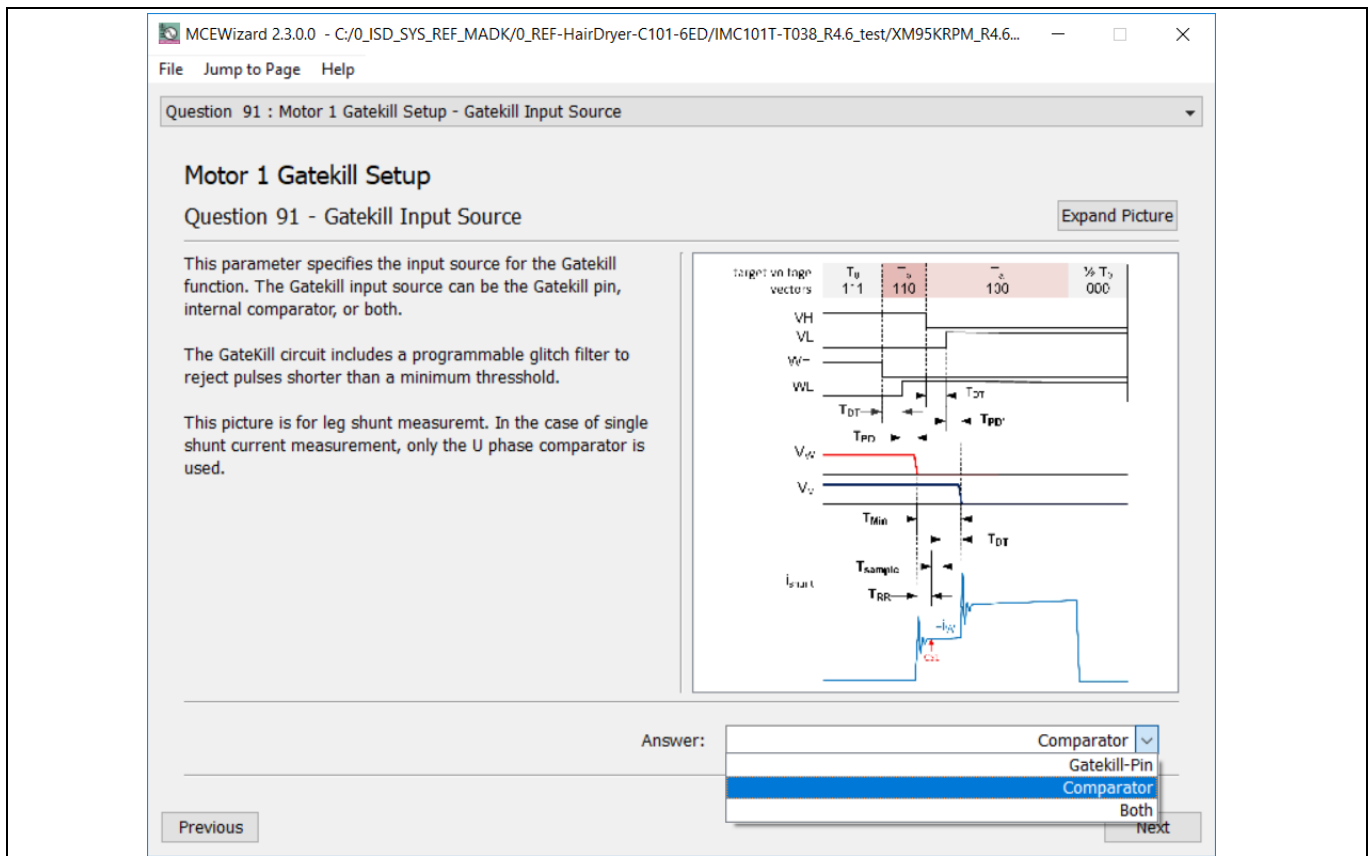 MCEWizard 2.3.0.0 - C:/0_ISD_SYS_REF_MADK/0_REF-HairDryer-C101-6ED/IMC101T-T038_R4.6_test/XM95KRPM_R4.6...
File Jump to Page Help
Question 91 : Motor 1 Gatekill Setup - Gatekill Input Source
Motor 1 Gatekill Setup
Question 91 - Gatekill Input Source
Expand Picture
This parameter specifies the input source for the Gatekill
function. The Gatekill input source can be the Gatekill pin,
internal comparator, or both.
The GateKill circuit includes a programmable glitch filter to
reject pulses shorter than a minimum thresshold.
This picture is for leg shunt measuremt. In the case of single
shunt current measurement, only the U phase comparator is
used.
vectors 110 000
VH
VL
WL
TDT
TDT
TPD
TMin
TDT
Tsample
TRR
Answer:
Comparator
Gatekill-Pin
Comparator
Both
Previous
Next